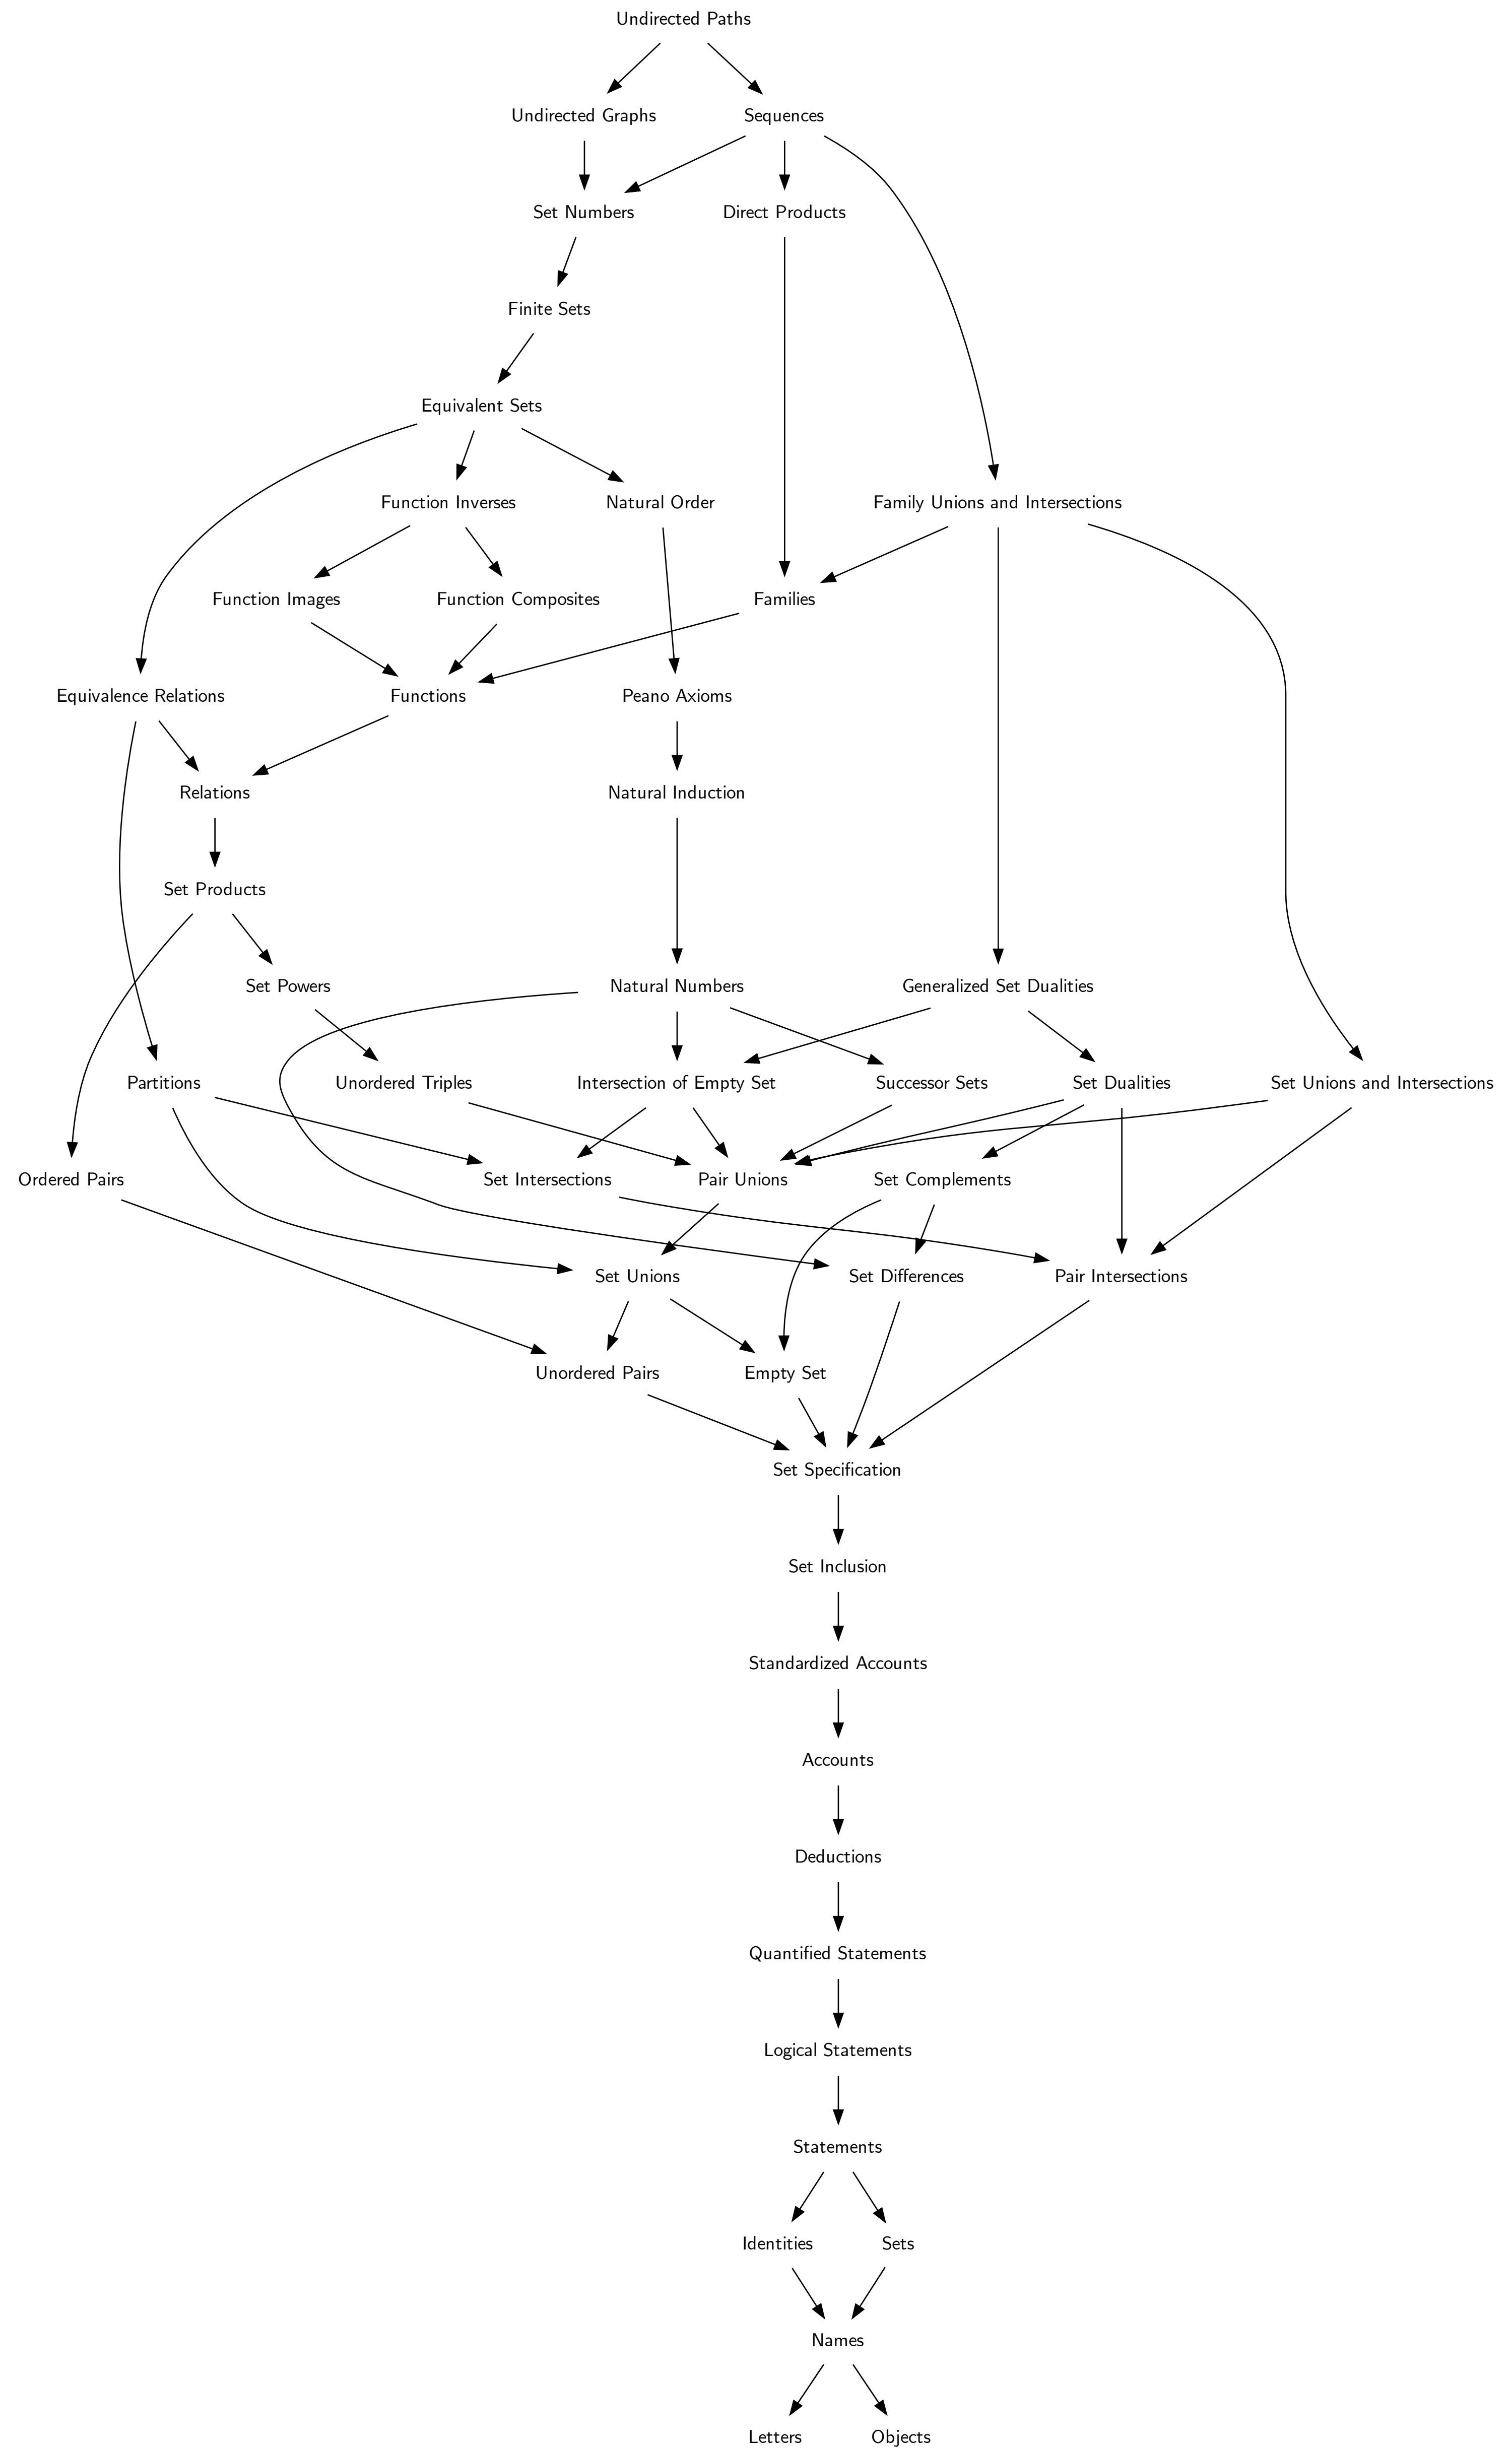 Undirected Paths
Undirected Graphs
Sequences
Set Numbers
Direct Products
Finite Sets
Equivalent Sets
Function Inverses
Natural Order
Family Unions and Intersections
Function Images
Function Composites
Families
Equivalence Relations
Functions
Peano Axioms
Relations
Natural Induction
Set Products
Set Powers
Natural Numbers
Generalized Set Dualities
Partitions
Unordered Triples
Intersection of Empty Set
Successor Sets
Set Dualities
Set Unions and Intersections
Ordered Pairs
Set Intersections
Pair Unions
Set Complements
Set Unions
Set Differences
Pair Intersections
Unordered Pairs
Empty Set
Set Specification
Set Inclusion
Standardized Accounts
Accounts
Deductions
Quantified Statements
Logical Statements
Statements
Identities
Sets
Names
Letters
Objects